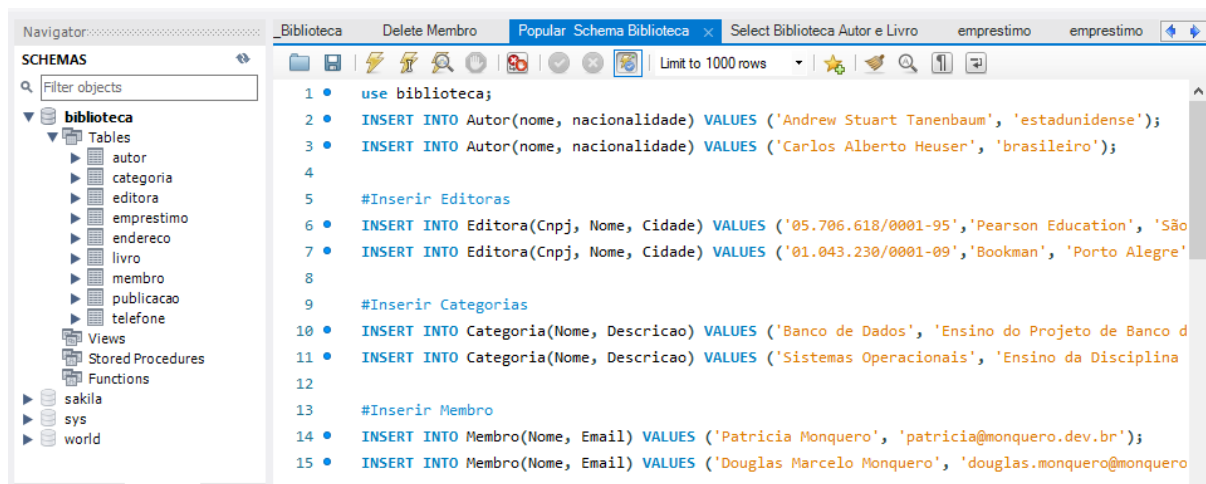 Navigator
SCHEMAS
Filter objects
biblioteca
Tables
autor
categoria
editora
emprestimo
endereco
livro
membro
publicacao
telefone
Views
Stored Procedures
Functions
sakila
sys
world
_Biblioteca Delete Membro Popular Schema Biblioteca × Select Biblioteca Autor e Livro emprestimo emprestimo
Limit to 1000 rows
1 use biblioteca;
2 INSERT INTO Autor(nome, nacionalidade) VALUES ('Andrew Stuart Tanenbaum', 'estadunidense');
3 INSERT INTO Autor(nome, nacionalidade) VALUES ('Carlos Alberto Heuser', 'brasileiro');
4
5 #Inserir Editoras
6 INSERT INTO Editora(Cnpj, Nome, Cidade) VALUES ('05.706.618/0001-95','Pearson Education', 'São
7 INSERT INTO Editora(Cnpj, Nome, Cidade) VALUES ('01.043.230/0001-09','Bookman', 'Porto Alegre'
8
9 #Inserir Categorias
10 INSERT INTO Categoria(Nome, Descricao) VALUES ('Banco de Dados', 'Ensino do Projeto de Banco d
11 INSERT INTO Categoria(Nome, Descricao) VALUES ('Sistemas Operacionais', 'Ensino da Disciplina
12
13 #Inserir Membro
14 INSERT INTO Membro(Nome, Email) VALUES ('Patricia Monquero', 'patricia@monquero.dev.br');
15 INSERT INTO Membro(Nome, Email) VALUES ('Douglas Marcelo Monquero', 'douglas.monquero@monquero